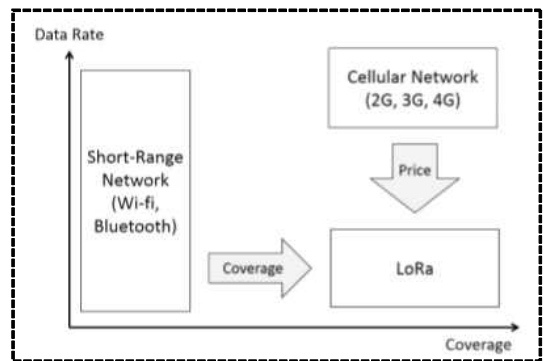 Data Rate
Cellular Network
(2G, 3G, 4G)
Short-Range
Network
(Wi-fi,
Bluetooth)
Price
Coverage
LoRa
Coverage